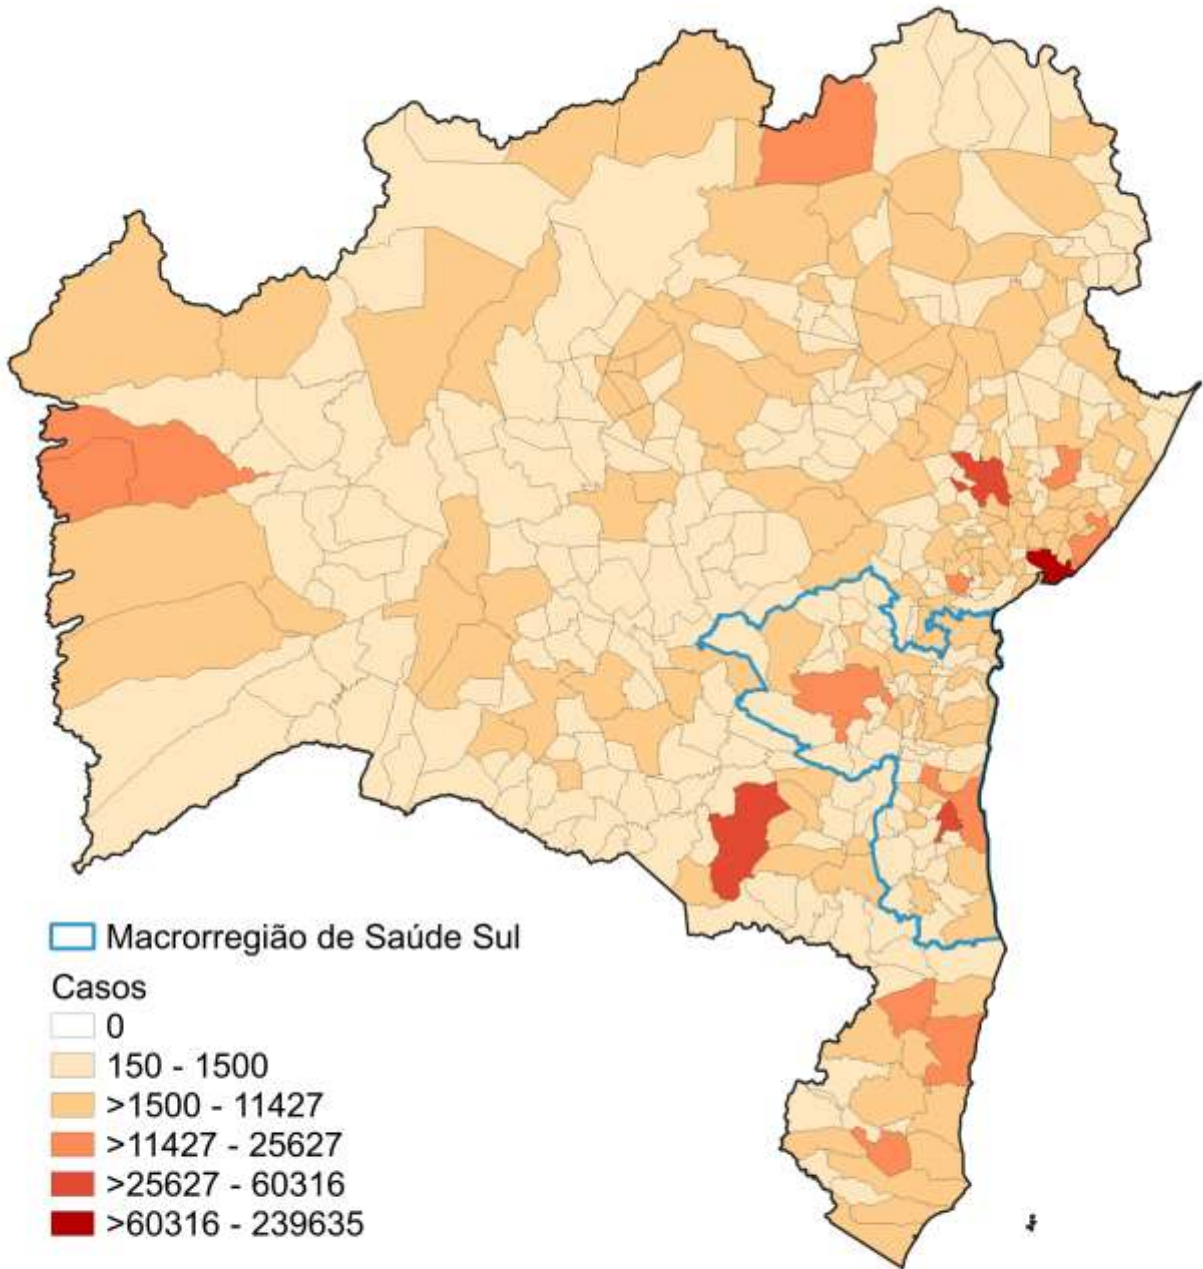 Macrorregião de Saúde Sul
Casos
0
150 - 1500
>1500 - 11427
>11427 - 25627
>25627 - 60316
>60316 - 239635